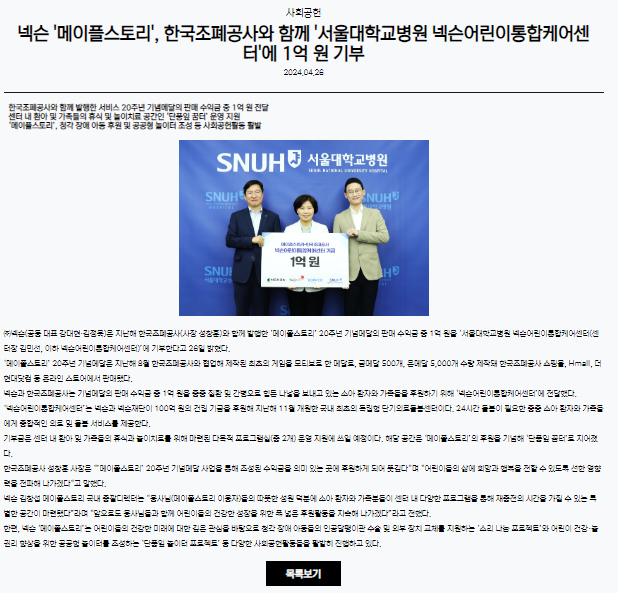 사회공헌
넥슨 '메이플스토리', 한국조폐공사와 함께 '서울대학교병원 넥슨어린이통합케어센
터'에 1억 원 기부
2024.04.26
한국조폐공사와 함께 발행한 서비스 20주년 기념메달의 판매 수익금 중 1억 원 전달
센터 내 환아 및 가족들의 휴식 및 놀이치료 공간인 '단풍잎 꿈터' 운영 지원
'메이플스토리', 청각 장애 아동 후원 및 공공형 놀이터 조성 등 사회공헌활동 활발
SNUH 서울대학교병원
SEOUL NATIONAL UNIVERSITY HOSPITAL
넥슨어린이통합케어센터 기금
1억 원
㈜넥슨(공동 대표 강대현·김정욱)은 지난해 한국조폐공사(사장 성창훈)와 함께 발행한 '메이플스토리' 20주년 기념메달의 판매 수익금 중 1억 원을 '서울대학교병원 넥슨어린이통합케어센터(센
터장 김민선, 이하 넥슨어린이통합케어센터)'에 기부한다고 26일 밝혔다.
'메이플스토리' 20주년 기념메달은 지난해 8월 한국조폐공사와 협업해 제작된 최초의 게임을 모티브로 한 메달로, 금메달 500개, 은메달 5,000개 수량 제작돼 한국조폐공사 쇼핑몰, Hmall, 더
현대닷컴 등 온라인 스토어에서 판매됐다.
넥슨과 한국조폐공사는 기념메달의 판매 수익금 중 1억 원을 중증 질환 및 간병으로 힘든 나날을 보내고 있는 소아 환자와 가족들을 후원하기 위해 '넥슨어린이통합케어센터'에 전달했다.
'넥슨어린이통합케어센터'는 넥슨과 넥슨재단이 100억 원의 건립 기금을 후원해 지난해 11월 개원한 국내 최초의 독립형 단기의료돌봄센터다. 24시간 돌봄이 필요한 중증 소아 환자와 가족들
에게 종합적인 의료 및 돌봄 서비스를 제공한다.
기부금은 센터 내 환아 및 가족들의 휴식과 놀이치료를 위해 마련된 다목적 프로그램실(총 2개) 운영 지원에 쓰일 예정이다. 해당 공간은 '메이플스토리'의 후원을 기념해 '단풍잎 꿈터'로 지어졌
다.
한국조폐공사 성창훈 사장은 "'메이플스토리' 20주년 기념메달 사업을 통해 조성된 수익금을 의미 있는 곳에 후원하게 되어 뜻깊다"며 "어린이들의 삶에 희망과 행복을 전할 수 있도록 선한 영향
력을 전파해 나가겠다"고 말했다.
넥슨 김창섭 메이플스토리 국내 총괄디렉터는 "용사님(메이플스토리 이용자)들의 따뜻한 성원 덕분에 소아 환자와 가족분들이 센터 내 다양한 프로그램을 통해 재충전의 시간을 가질 수 있는 특
별한 공간이 마련됐다"라며 "앞으로도 용사님들과 함께 어린이들의 건강한 성장을 위한 폭 넓은 후원활동을 지속해 나가겠다"라고 전했다.
한편, 넥슨 '메이플스토리'는 어린이들의 건강한 미래에 대한 깊은 관심을 바탕으로 청각 장애 아동들의 인공달팽이관 수술 및 외부 장치 교체를 지원하는 '소리 나눔 프로젝트'와 어린이 건강·놀
권리 향상을 위한 공공형 놀이터를 조성하는 '단풍잎 놀이터 프로젝트' 등 다양한 사회공헌활동들을 활발히 진행하고 있다.
목록보기